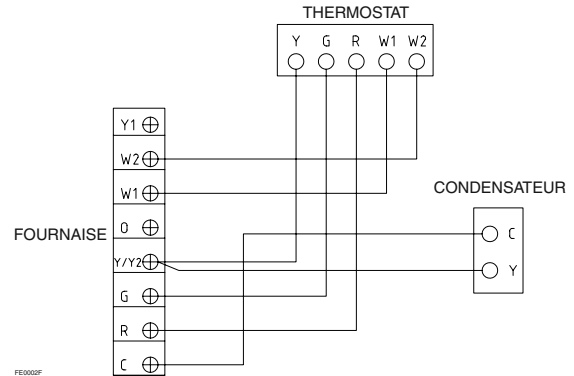 THERMOSTAT
Y G R W1 W2
Y1
W2
W1
O
Y/Y2
G
R
C
FOURNAISE
CONDENSATEUR
C
Y
FE0002F